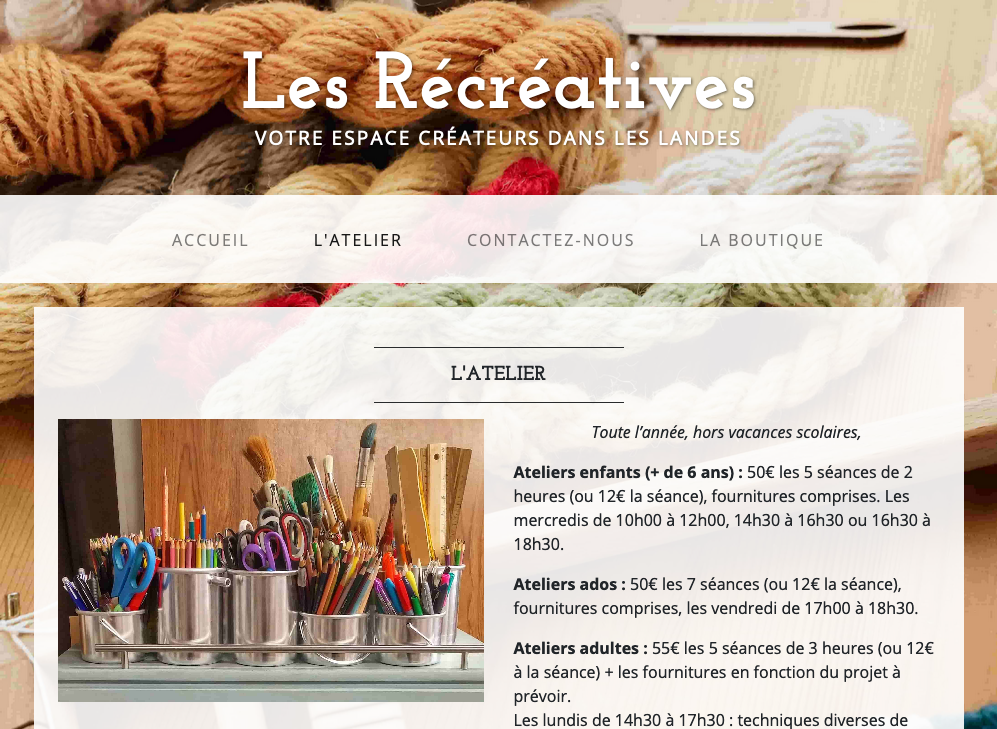 Les Récréatives
VOTRE ESPACE CRÉATEURS DANS LES LANDES
ACCUEIL
L'ATELIER
CONTACTEZ-NOUS
LA BOUTIQUE
L'ATELIER
Toute l’année, hors vacances scolaires,
Ateliers enfants (+ de 6 ans) : 50€ les 5 séances de 2
heures (ou 12€ la séance), fournitures comprises. Les
mercredis de 10h00 à 12h00, 14h30 à 16h30 ou 16h30 à
18h30.
Ateliers ados : 50€ les 7 séances (ou 12€ la séance),
fournitures comprises, les vendredi de 17h00 à 18h30.
Ateliers adultes : 55€ les 5 séances de 3 heures (ou 12€
à la séance) + les fournitures en fonction du projet à
prévoir.
Les lundis de 14h30 à 17h30 : techniques diverses de